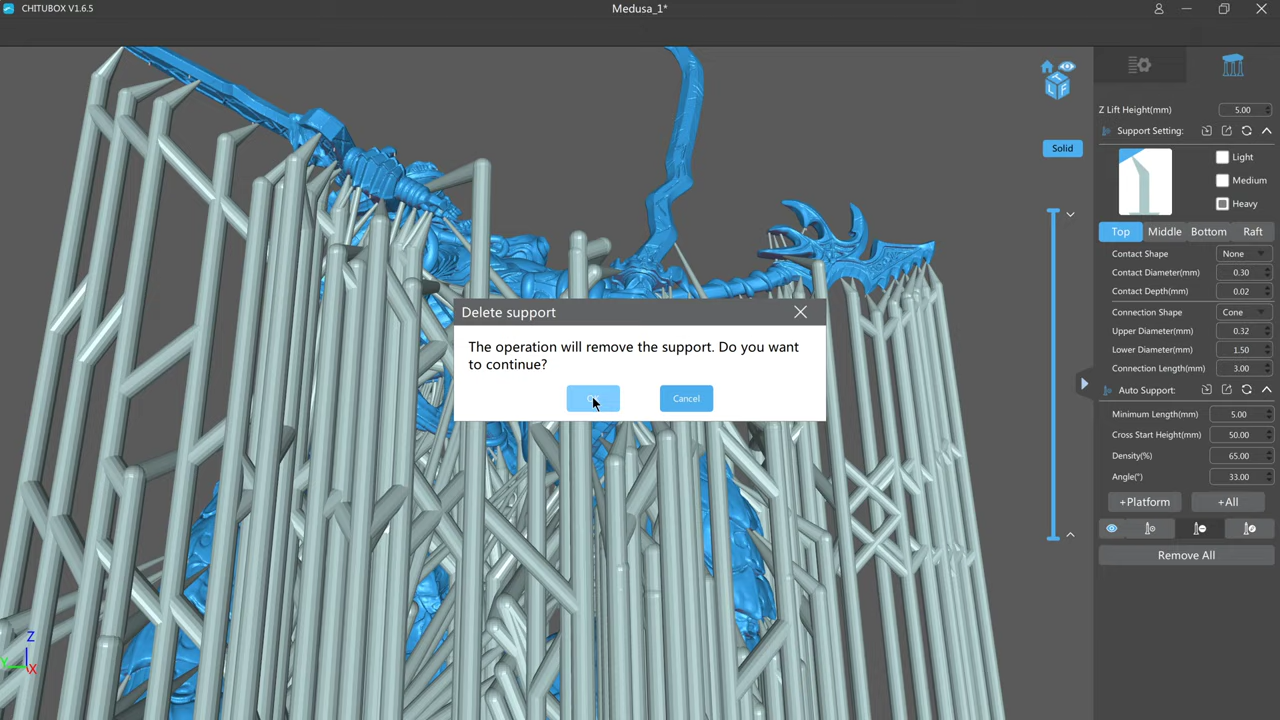 CHITUBOX V1.6.5
Medusa_1*
Z Lift Height(mm) 5.00
Support Setting:
Light
Medium
Heavy
Top Middle Bottom Raft
Contact Shape None
Contact Diameter(mm) 0.30
Contact Depth(mm) 0.02
Connection Shape Cone
Upper Diameter(mm) 0.32
Lower Diameter(mm) 1.50
Connection Length(mm) 3.00
Auto Support:
Minimum Length(mm) 5.00
Cross Start Height(mm) 50.00
Density(%) 65.00
Angle(°) 33.00
+Platform +All
Remove All
Solid
T
L F
Delete support
The operation will remove the support. Do you want
to continue?
Cancel
Z
Y
X